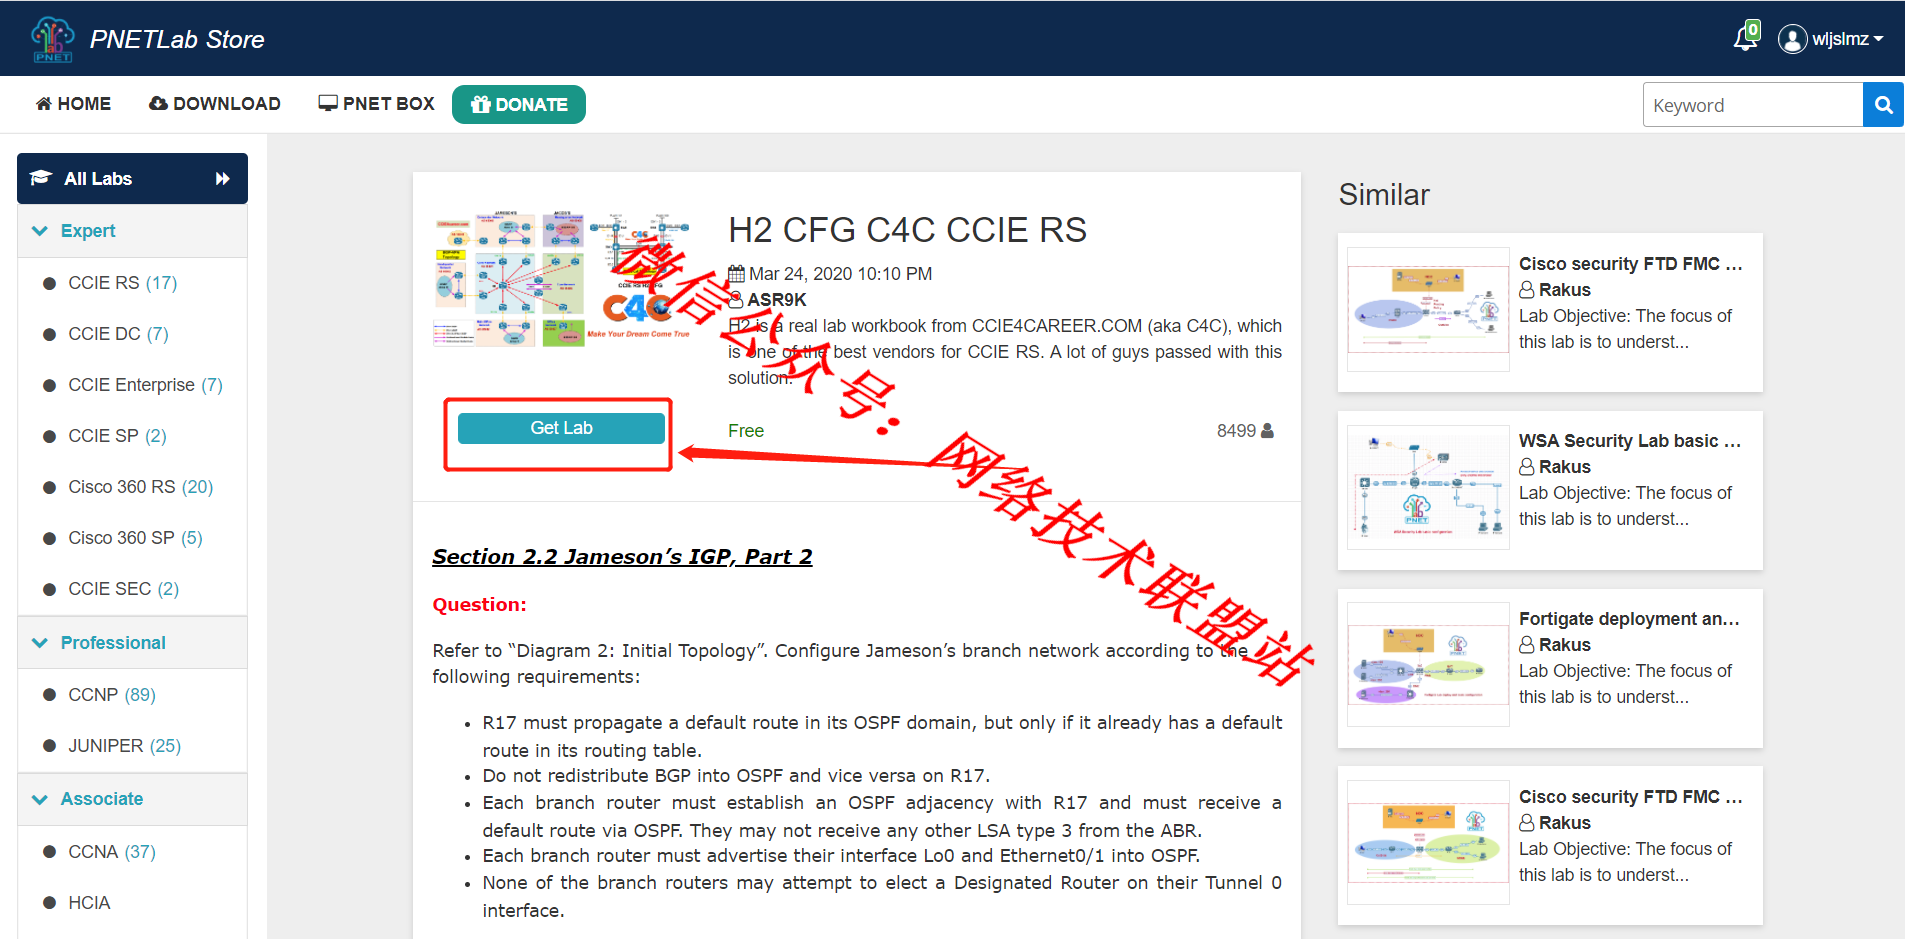 PNETLab Store
PNET
0
wljslmz
HOME
DOWNLOAD
PNET BOX
DONATE
Keyword
All Labs
Expert
CCIE RS (17)
CCIE DC (7)
CCIE Enterprise (7)
CCIE SP (2)
Cisco 360 RS (20)
Cisco 360 SP (5)
CCIE SEC (2)
Professional
CCNP (89)
JUNIPER (25)
Associate
CCNA (37)
HCIA
C4C
Make Your Dream Come True
H2 CFG C4C CCIE RS
Mar 24, 2020 10:10 PM
ASR9K
H2 is a real lab workbook from CCIE4CAREER.COM (aka C4C), which
is one of the best vendors for CCIE RS. A lot of guys passed with this
solution.
Get Lab
Free
8499
微信公众号：网络技术联盟站
Section 2.2 Jameson’s IGP, Part 2
Question:
Refer to “Diagram 2: Initial Topology”. Configure Jameson’s branch network according to the
following requirements:
• R17 must propagate a default route in its OSPF domain, but only if it already has a default
route in its routing table.
• Do not redistribute BGP into OSPF and vice versa on R17.
• Each branch router must establish an OSPF adjacency with R17 and must receive a
default route via OSPF. They may not receive any other LSA type 3 from the ABR.
• Each branch router must advertise their interface Lo0 and Ethernet0/1 into OSPF.
• None of the branch routers may attempt to elect a Designated Router on their Tunnel 0
interface.
Similar
Cisco security FTD FMC ...
Rakus
Lab Objective: The focus of
this lab is to underst...
WSA Security Lab basic ...
Rakus
Lab Objective: The focus of
this lab is to underst...
Fortigate deployment an...
Rakus
Lab Objective: The focus of
this lab is to underst...
Cisco security FTD FMC ...
Rakus
Lab Objective: The focus of
this lab is to underst...